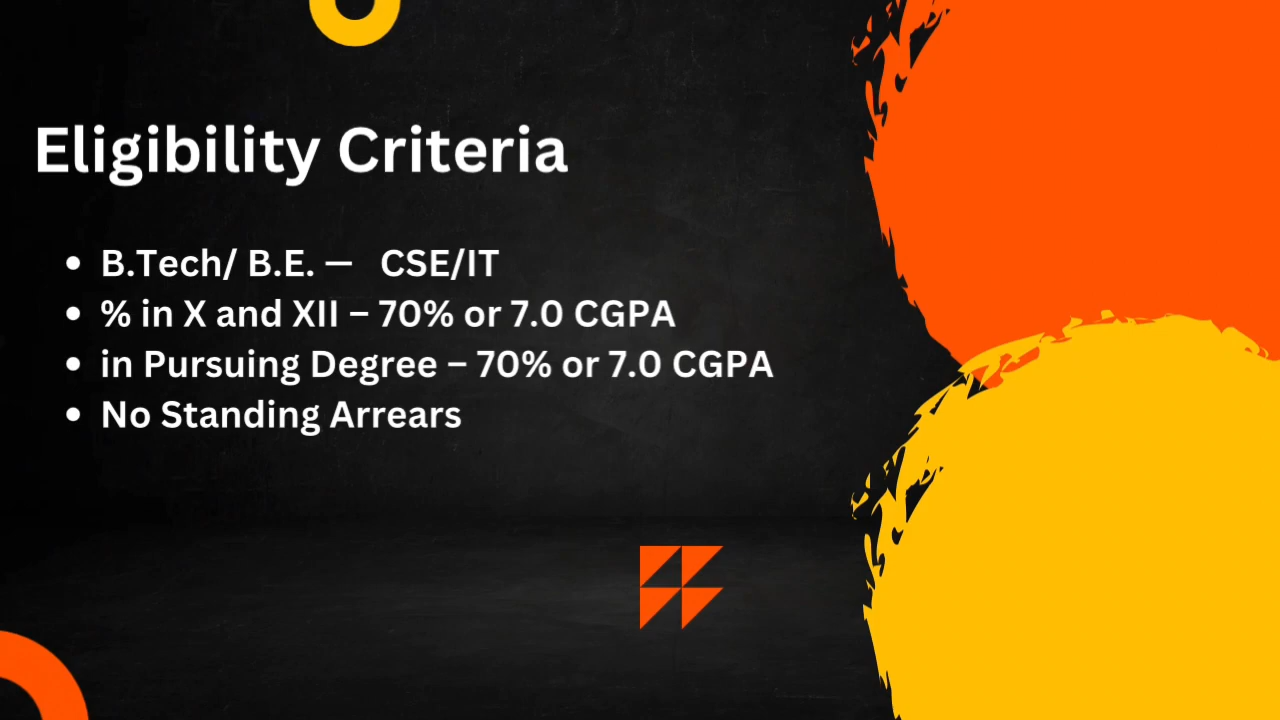 Eligibility Criteria
• B.Tech/ B.E. — CSE/IT
• % in X and XII – 70% or 7.0 CGPA
• in Pursuing Degree – 70% or 7.0 CGPA
• No Standing Arrears